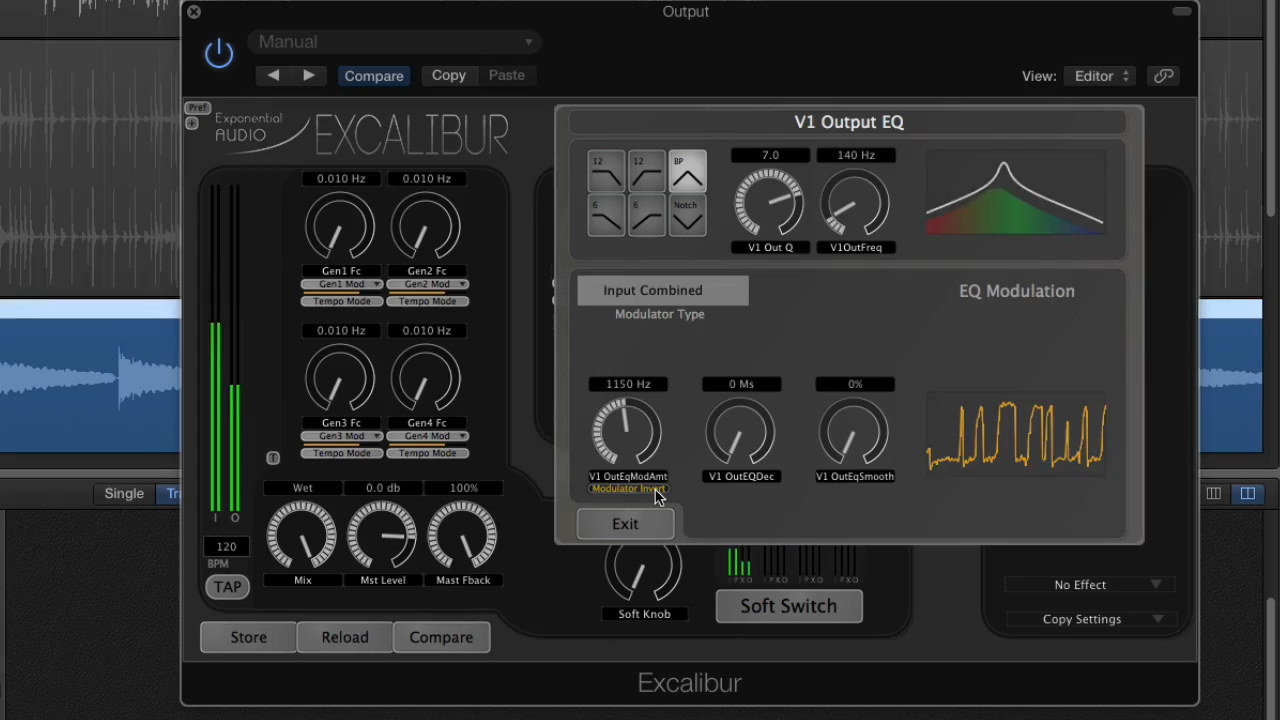 Output
Manual
Compare
Copy
Paste
View:
Editor
Pref
Exponential
AUDIO
EXCALIBUR
V1 Output EQ
12
12
BP
6
6
Notch
7.0
140 Hz
V1 Out Q
V1OutFreq
0.010 Hz
0.010 Hz
Gen1 Fc
Gen2 Fc
Gen1 Mod
Gen2 Mod
Tempo Mode
Tempo Mode
Input Combined
EQ Modulation
Modulator Type
0.010 Hz
0.010 Hz
Gen3 Fc
Gen4 Fc
Gen3 Mod
Gen4 Mod
Tempo Mode
Tempo Mode
1150 Hz
0 Ms
0%
V1 OutEqModAmt
V1 OutEQDec
V1 OutEqSmooth
Modulator Invert
Exit
T
Wet
0.0 db
100%
Mix
Mst Level
Mast Fback
I
O
120
BPM
TAP
Single
Tra
Soft Knob
I P X O
I P X O
I P X O
I P X O
Soft Switch
No Effect
Copy Settings
Store
Reload
Compare
Excalibur